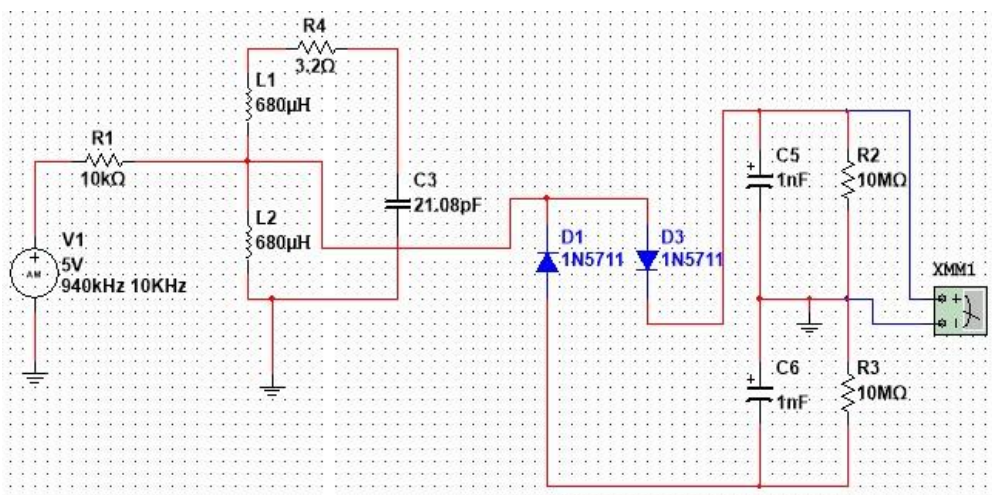 R4
3.2Ω
L1
680µH
R1
10kΩ
C3
21.08pF
L2
680µH
V1
5V
940kHz 10KHz
AM
D1
1N5711
D3
1N5711
C5
1nF
R2
10MΩ
XMM1
C6
1nF
R3
10MΩ